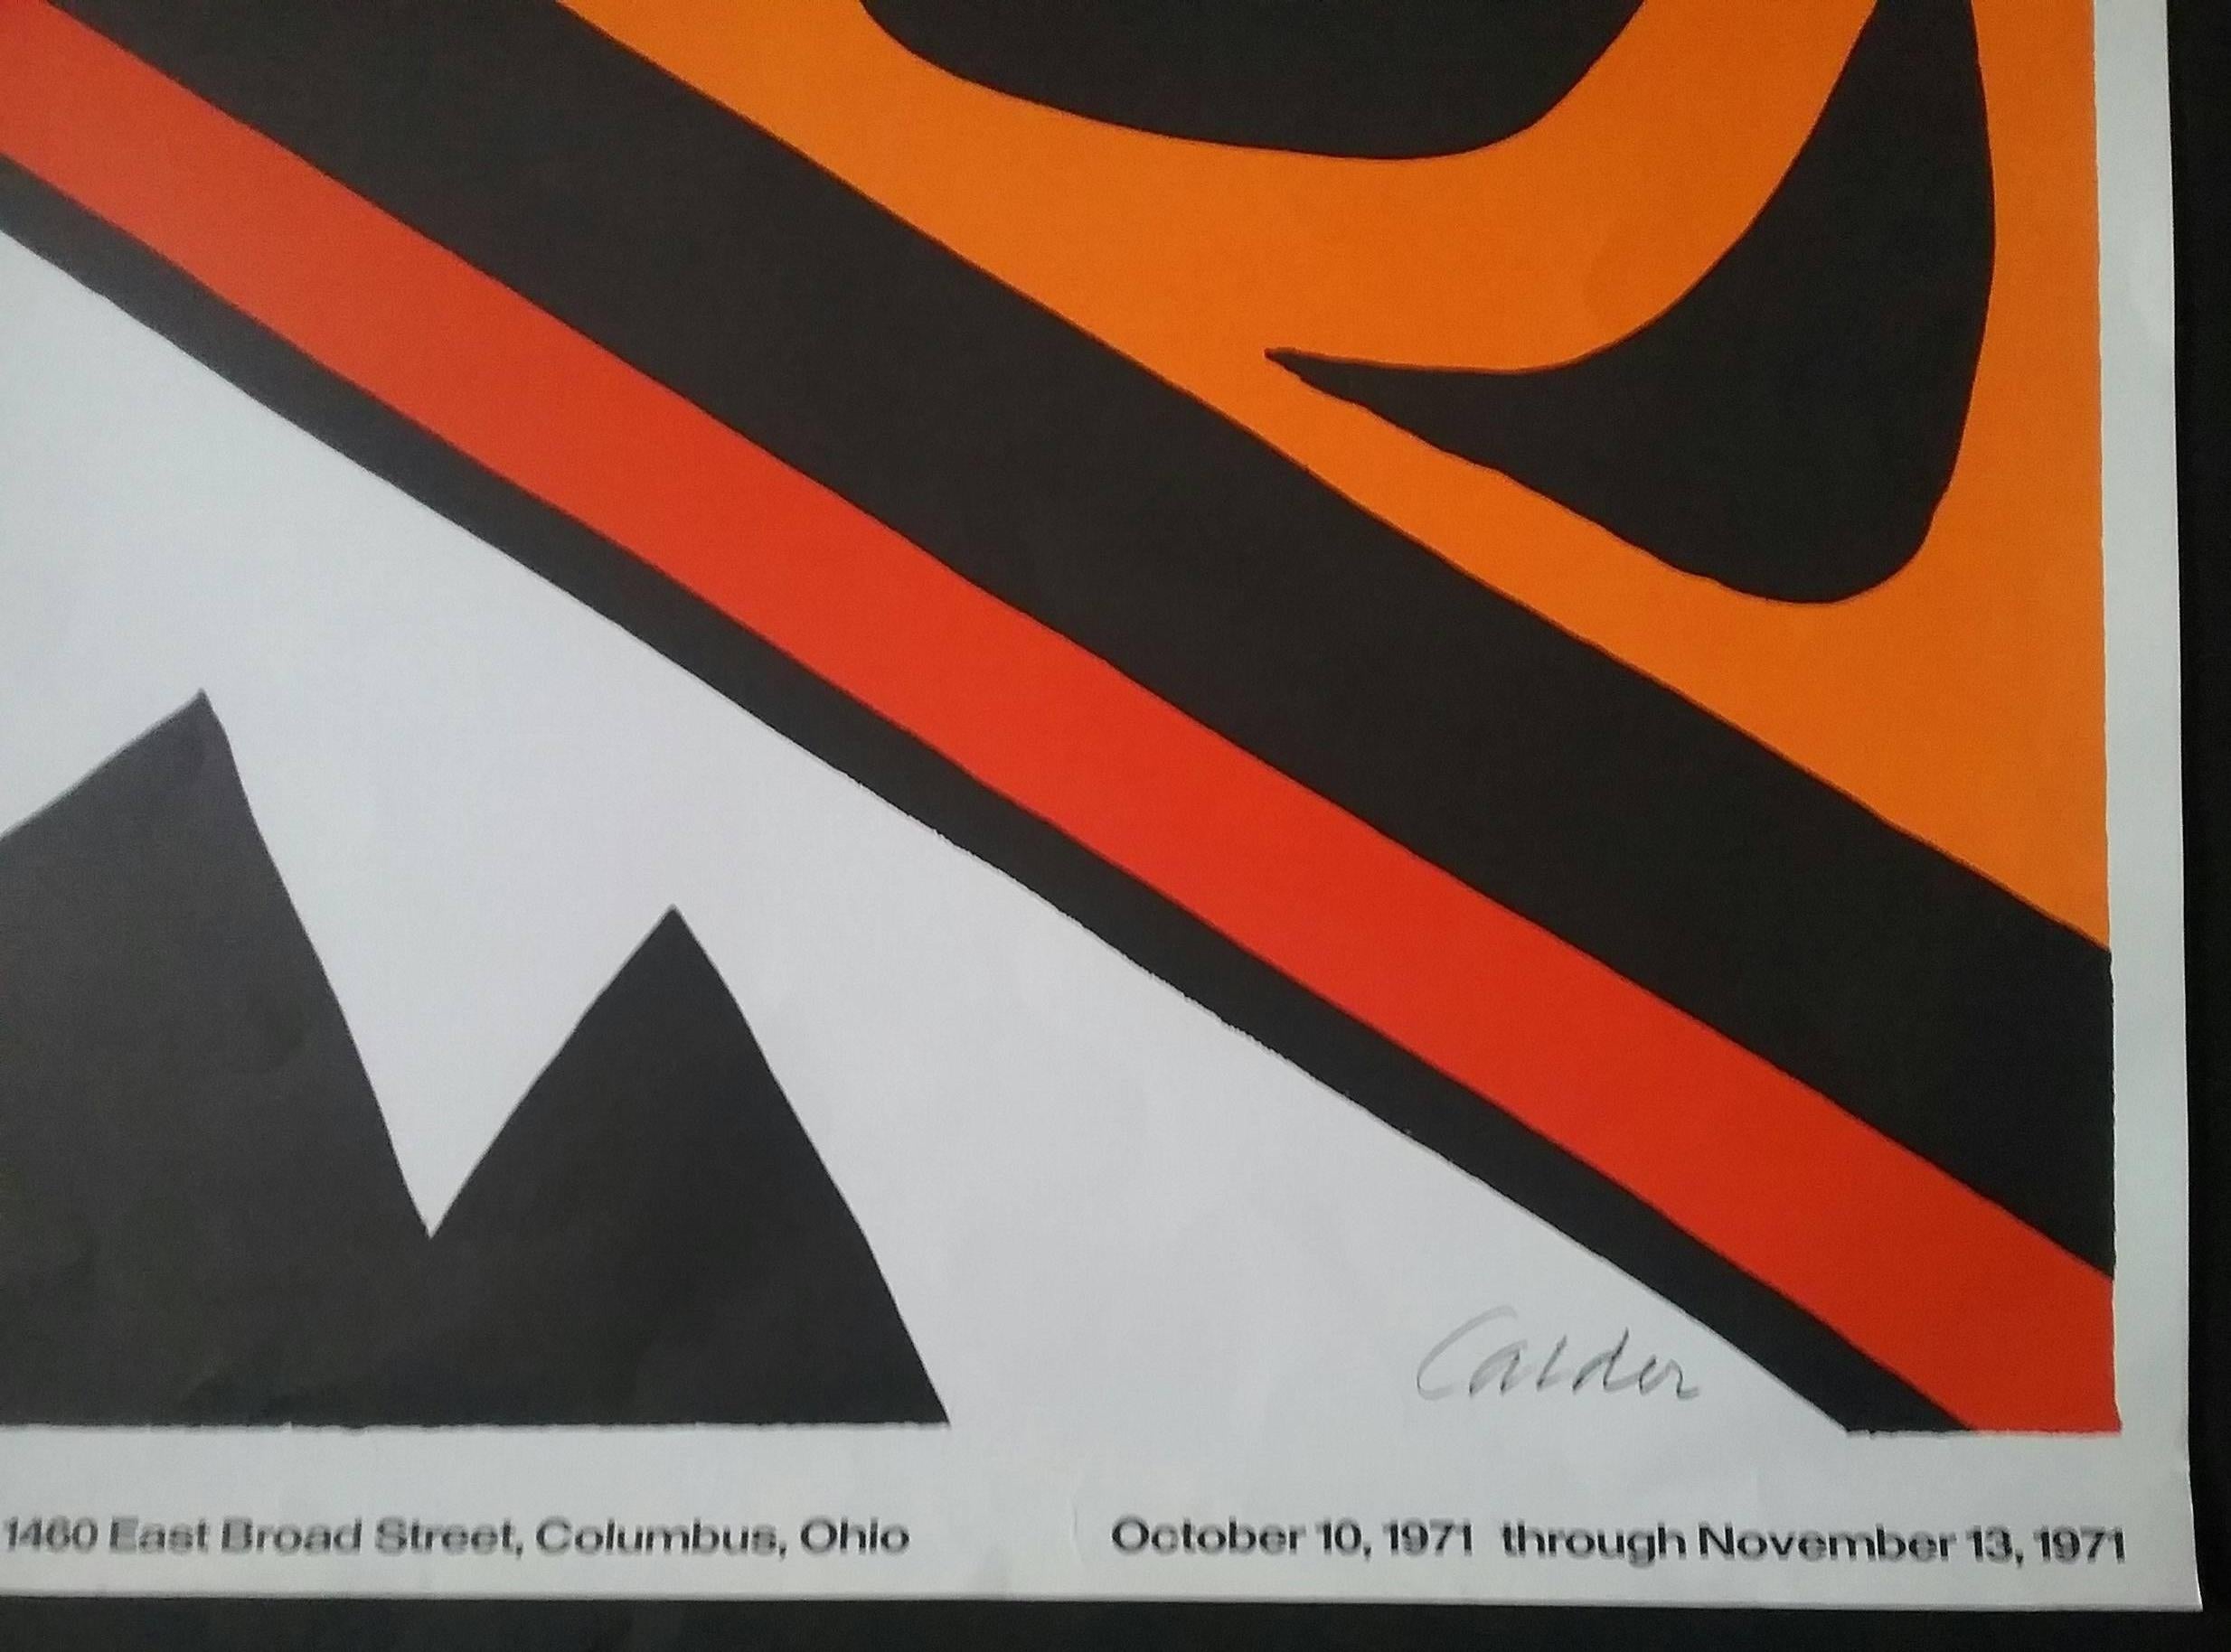 Calder
1460 East Broad Street, Columbus, Ohio
October 10, 1971 through November 13, 1971